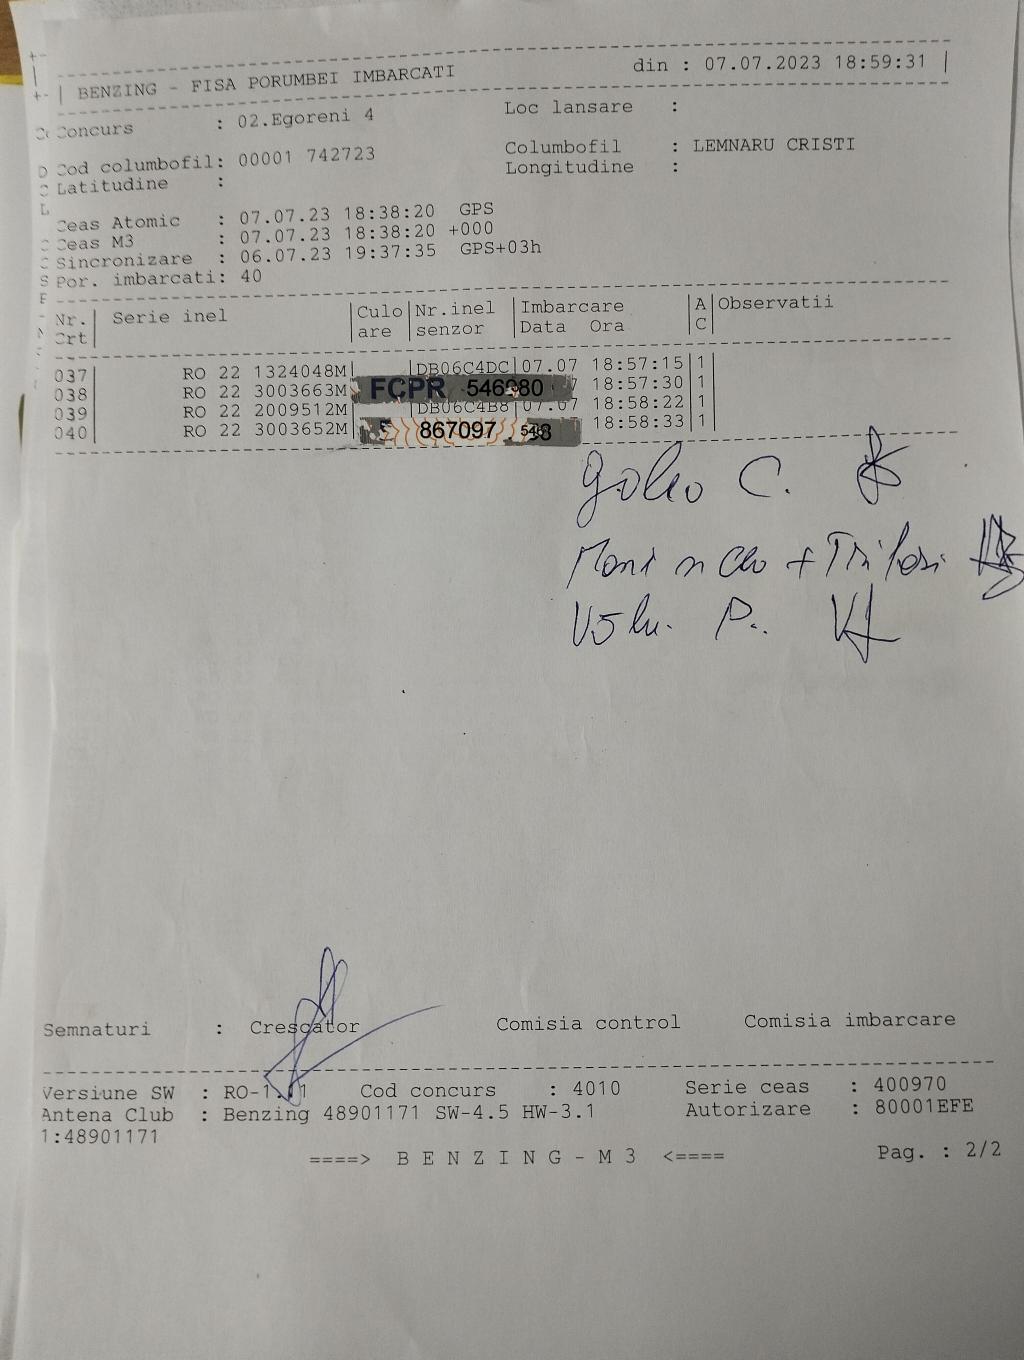 BENZING - FISA PORUMBEI IMBARCATI din : 07.07.2023 18:59:31
Concurs : 02.Egoreni 4 Loc lansare :
Cod columbofil: 00001 742723 Columbofil : LEMNARU CRISTI
Latitudine : Longitudine :
Ceas Atomic : 07.07.23 18:38:20 GPS
Ceas M3 : 07.07.23 18:38:20 +000
Sincronizare : 06.07.23 19:37:35 GPS+03h
Por. imbarcati: 40
Nr. Crt Serie inel Culo are Nr.inel senzor Imbarcare Data Ora A C Observatii
037 RO 22 1324048M DB06C4DC 07.07 18:57:15 1
038 RO 22 3003663M FCPR 546980 7 18:57:30 1
039 RO 22 2009512M DB06C4B8 07.07 18:58:22 1
040 RO 22 3003652M 867097 18:58:33 1
C.
P.
Semnaturi : Crescator Comisia control Comisia imbarcare
Versiune SW : Cod concurs : 4010 Serie ceas : 400970
Antena Club : Benzing 48901171 SW-4.5 HW-3.1 Autorizare : 80001EFE
1:48901171
====> B E N Z I N G - M 3 <==== Pag. : 2/2